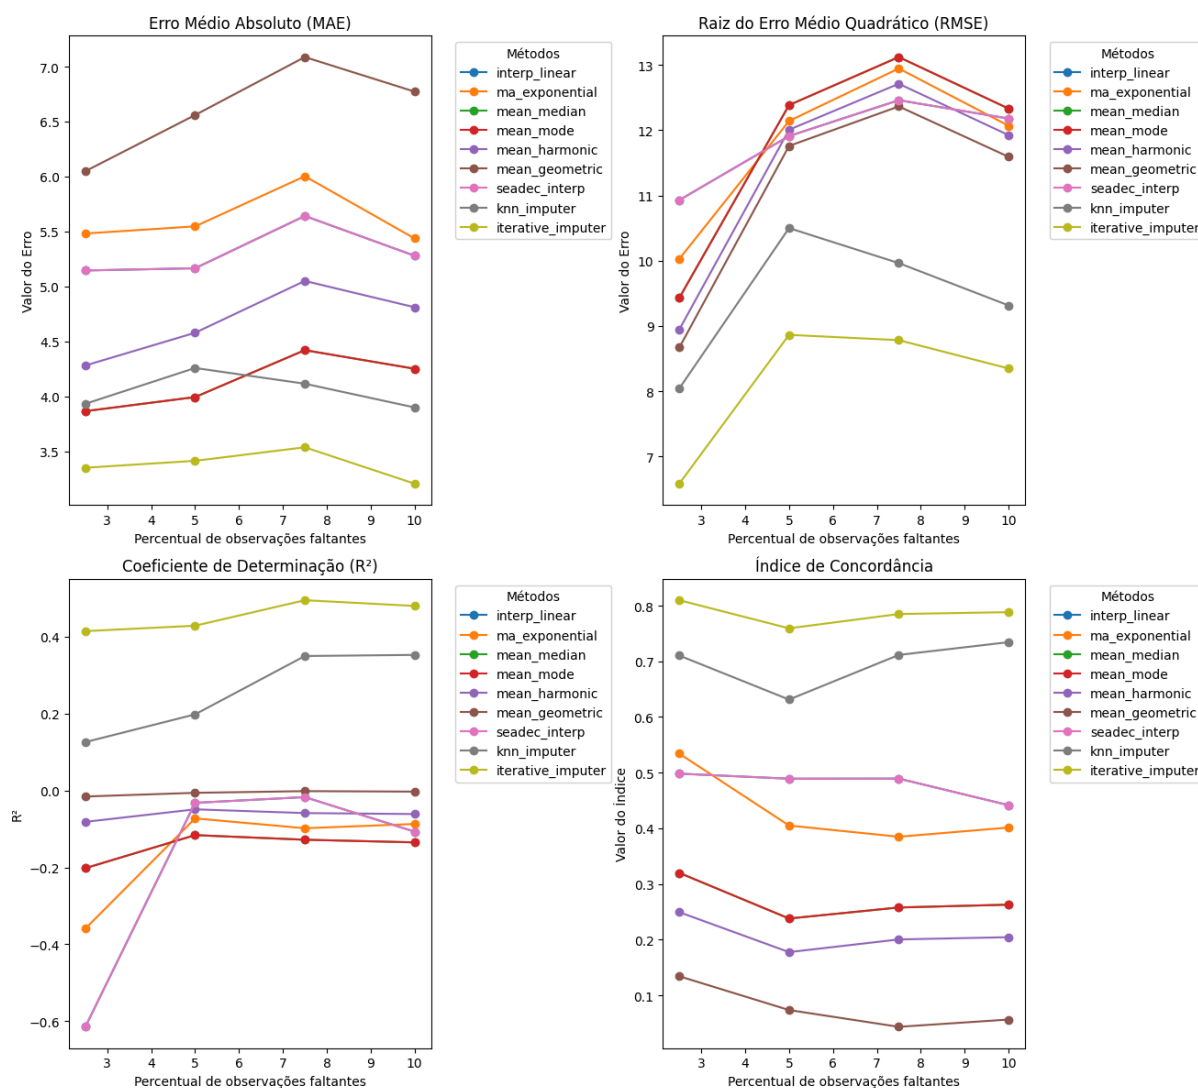 Erro Médio Absoluto (MAE)
Valor do Erro
7.0
6.5
6.0
5.5
5.0
4.5
4.0
3.5
3 4 5 6 7 8 9 10
Percentual de observações faltantes
Métodos
interp_linear
ma_exponential
mean_median
mean_mode
mean_harmonic
mean_geometric
seadec_interp
knn_imputer
iterative_imputer
Raiz do Erro Médio Quadrático (RMSE)
Valor do Erro
13
12
11
10
9
8
7
3 4 5 6 7 8 9 10
Percentual de observações faltantes
Métodos
interp_linear
ma_exponential
mean_median
mean_mode
mean_harmonic
mean_geometric
seadec_interp
knn_imputer
iterative_imputer
Coeficiente de Determinação (R²)
R²
0.4
0.2
0.0
−0.2
−0.4
−0.6
3 4 5 6 7 8 9 10
Percentual de observações faltantes
Métodos
interp_linear
ma_exponential
mean_median
mean_mode
mean_harmonic
mean_geometric
seadec_interp
knn_imputer
iterative_imputer
Índice de Concordância
Valor do Índice
0.8
0.7
0.6
0.5
0.4
0.3
0.2
0.1
3 4 5 6 7 8 9 10
Percentual de observações faltantes
Métodos
interp_linear
ma_exponential
mean_median
mean_mode
mean_harmonic
mean_geometric
seadec_interp
knn_imputer
iterative_imputer